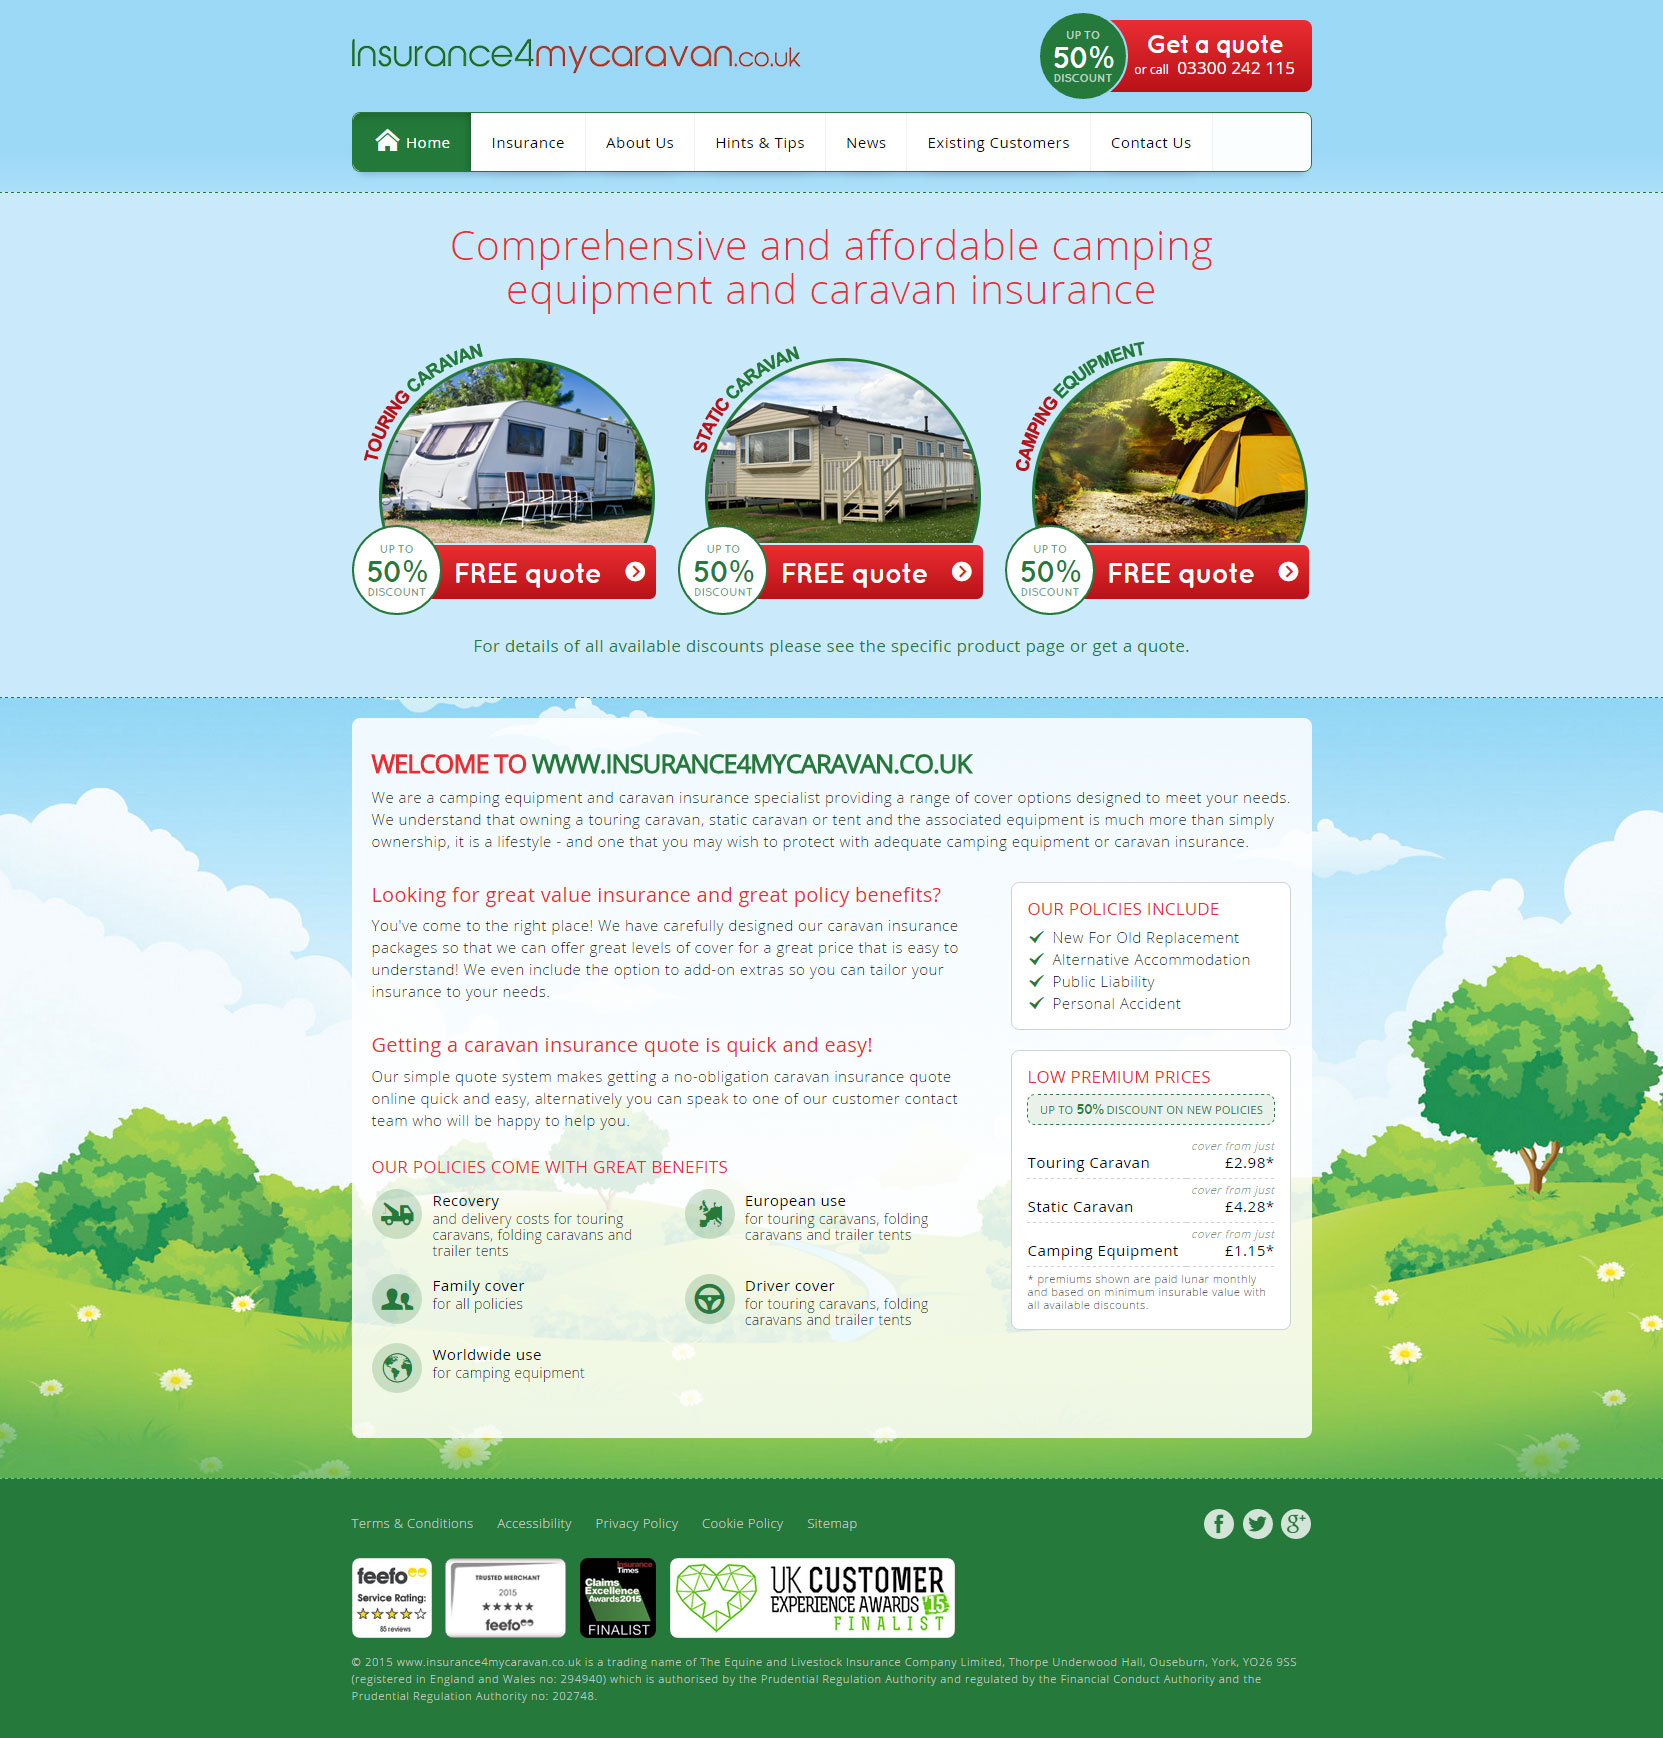 Insurance4mycaravan.co.uk
UP TO
50%
DISCOUNT
Get a quote
or call 03300 242 115
Home
Insurance
About Us
Hints & Tips
News
Existing Customers
Contact Us
Comprehensive and affordable camping
equipment and caravan insurance
TOURING CARAVAN
UP TO
50%
DISCOUNT
FREE quote
STATIC CARAVAN
UP TO
50%
DISCOUNT
FREE quote
CAMPING EQUIPMENT
UP TO
50%
DISCOUNT
FREE quote
For details of all available discounts please see the specific product page or get a quote.
WELCOME TO WWW.INSURANCE4MYCARAVAN.CO.UK
We are a camping equipment and caravan insurance specialist providing a range of cover options designed to meet your needs.
We understand that owning a touring caravan, static caravan or tent and the associated equipment is much more than simply
ownership, it is a lifestyle - and one that you may wish to protect with adequate camping equipment or caravan insurance.
Looking for great value insurance and great policy benefits?
You've come to the right place! We have carefully designed our caravan insurance
packages so that we can offer great levels of cover for a great price that is easy to
understand! We even include the option to add-on extras so you can tailor your
insurance to your needs.
Getting a caravan insurance quote is quick and easy!
Our simple quote system makes getting a no-obligation caravan insurance quote
online quick and easy, alternatively you can speak to one of our customer contact
team who will be happy to help you.
OUR POLICIES COME WITH GREAT BENEFITS
Recovery
and delivery costs for touring
caravans, folding caravans and
trailer tents
European use
for touring caravans, folding
caravans and trailer tents
Family cover
for all policies
Driver cover
for touring caravans, folding
caravans and trailer tents
Worldwide use
for camping equipment
OUR POLICIES INCLUDE
New For Old Replacement
Alternative Accommodation
Public Liability
Personal Accident
LOW PREMIUM PRICES
UP TO 50% DISCOUNT ON NEW POLICIES
cover from just
Touring Caravan £2.98*
cover from just
Static Caravan £4.28*
cover from just
Camping Equipment £1.15*
* premiums shown are paid lunar monthly
and based on minimum insurable value with
all available discounts.
Terms & Conditions
Accessibility
Privacy Policy
Cookie Policy
Sitemap
feefo
Service Rating:
85 reviews
TRUSTED MERCHANT
2015
feefo
Insurance
Times
Claims
Excellence
Awards2015
FINALIST
UK CUSTOMER
EXPERIENCE AWARDS '15
FINALIST
© 2015 www.insurance4mycaravan.co.uk is a trading name of The Equine and Livestock Insurance Company Limited, Thorpe Underwood Hall, Ouseburn, York, YO26 9SS
(registered in England and Wales no: 294940) which is authorised by the Prudential Regulation Authority and regulated by the Financial Conduct Authority and the
Prudential Regulation Authority no: 202748.